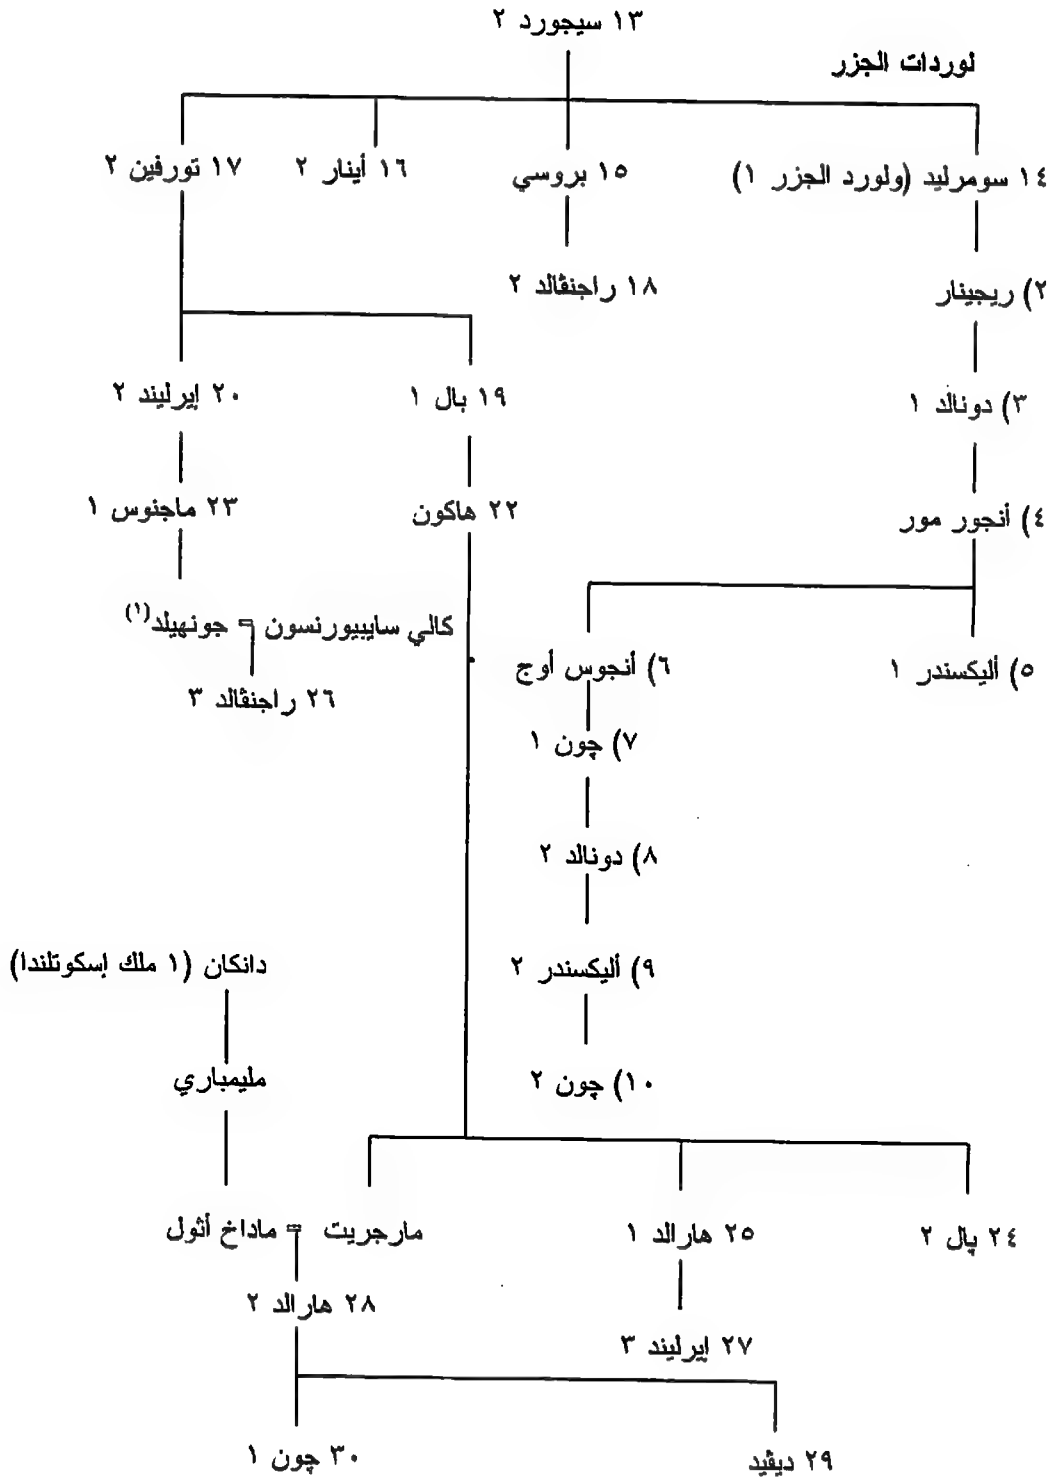 ١٣ سيجورد ٢
لوردات الجزر
١٤ سومرليد (ولورد الجزر ١)
١٥ بروسي
١٦ أينار ٢
١٧ تورفين ٢
٢) ريجينار
١٨ راجنڤالد ٢
٣) دونالد ١
١٩ بال ١
٢٠ إيرليند ٢
٤) أنجور مور
٢٢ هاكون
٢٣ ماجنوس ١
كالي سايبيورنسون = جونهيلد(١)
٥) أليكسندر ١
٦) أنجوس أوج
٢٦ راجنڤالد ٣
٧) چون ١
٨) دونالد ٢
دانكان (١ ملك إسكوتلندا)
٩) أليكسندر ٢
مليمباري
١٠) چون ٢
٢٤ پال ٢
٢٥ هارالد ١
مارجريت = ماداخ أثول
٢٨ هارالد ٢
٢٧ إيرليند ٣
٢٩ ديڤيد
٣٠ چون ١